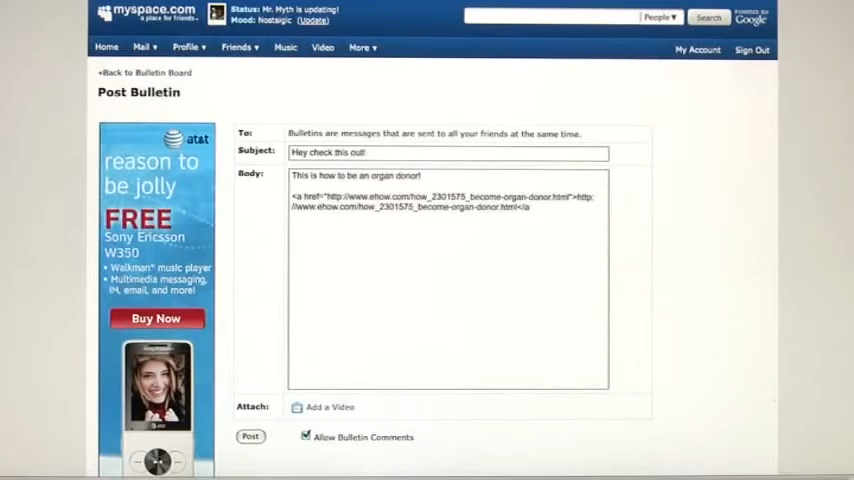 myspace.com
a place for friends.
Status: Mr. Myth is updating!
Mood: Nostalgic (Update)
People
Search
POWERED BY
Google
Home Mail Profile Friends Music Video More
My Account Sign Out
«Back to Bulletin Board
Post Bulletin
To: Bulletins are messages that are sent to all your friends at the same time.
Subject: Hey check this out!
Body: This is how to be an organ donor!
<a href="http://www.ehow.com/how_2301575_become-organ-donor.html">http:
//www.ehow.com/how_2301575_become-organ-donor.html</a
at&t
reason to
be jolly
FREE
Sony Ericsson
W350
• Walkman® music player
• Multimedia messaging,
IM, email, and more!
Buy Now
Attach: Add a Video
Post
Allow Bulletin Comments